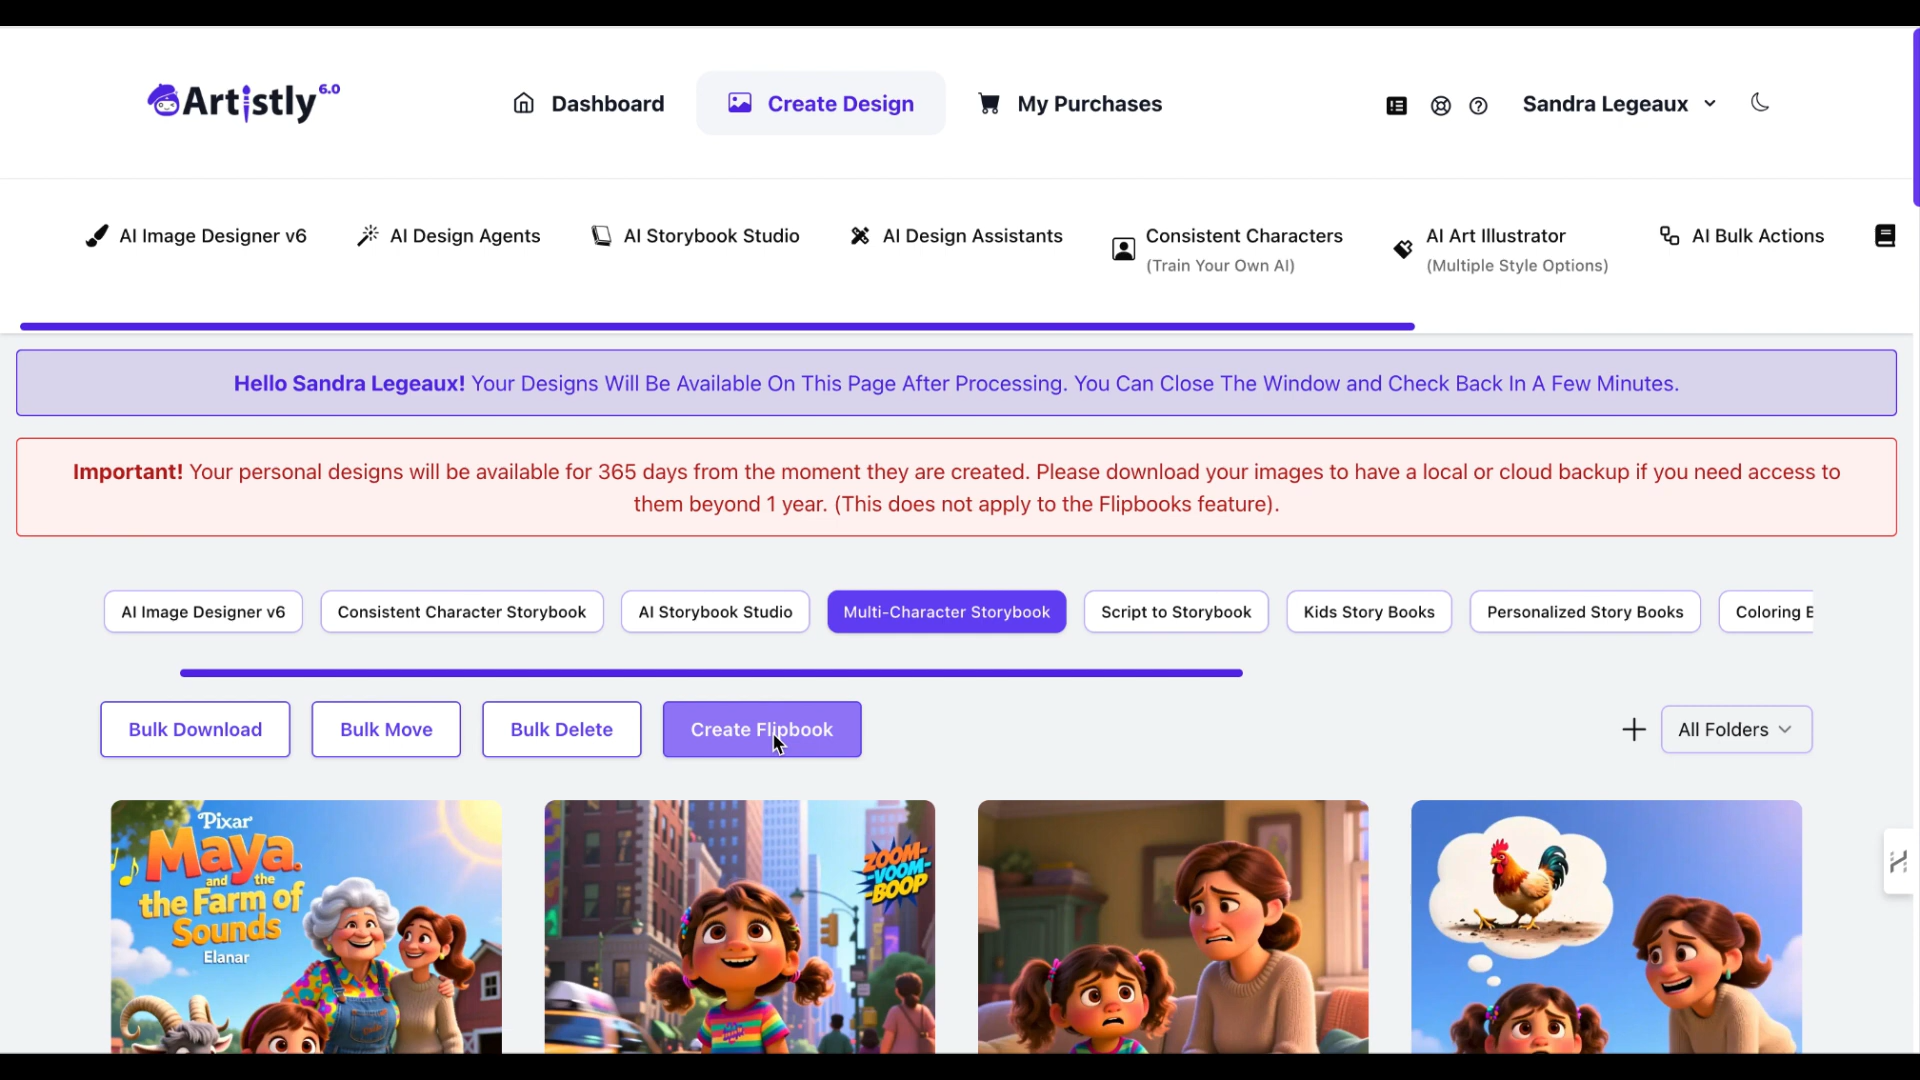 Artistly 6.0
Dashboard
Create Design
My Purchases
Sandra Legeaux
AI Image Designer v6
AI Design Agents
AI Storybook Studio
AI Design Assistants
Consistent Characters
(Train Your Own AI)
AI Art Illustrator
(Multiple Style Options)
AI Bulk Actions
Hello Sandra Legeaux! Your Designs Will Be Available On This Page After Processing. You Can Close The Window and Check Back In A Few Minutes.
Important! Your personal designs will be available for 365 days from the moment they are created. Please download your images to have a local or cloud backup if you need access to
them beyond 1 year. (This does not apply to the Flipbooks feature).
AI Image Designer v6
Consistent Character Storybook
AI Storybook Studio
Multi-Character Storybook
Script to Storybook
Kids Story Books
Personalized Story Books
Coloring
Bulk Download
Bulk Move
Bulk Delete
Create Flipbook
All Folders
Pixar
Maya.
and the
the Farm of
Sounds
Elanar
ZOOM-
-VOOM-
-BOOP